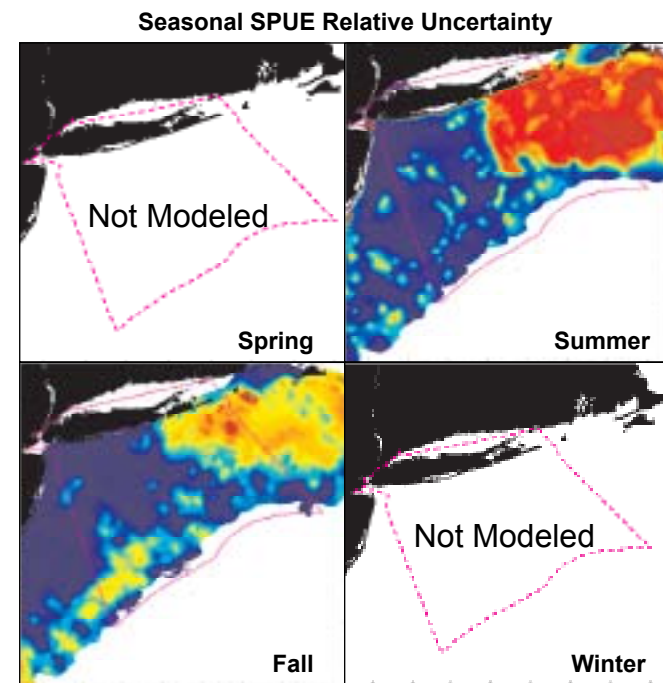 Seasonal SPUE Relative Uncertainty
Not Modeled
Spring
Summer
Fall
Not Modeled
Winter